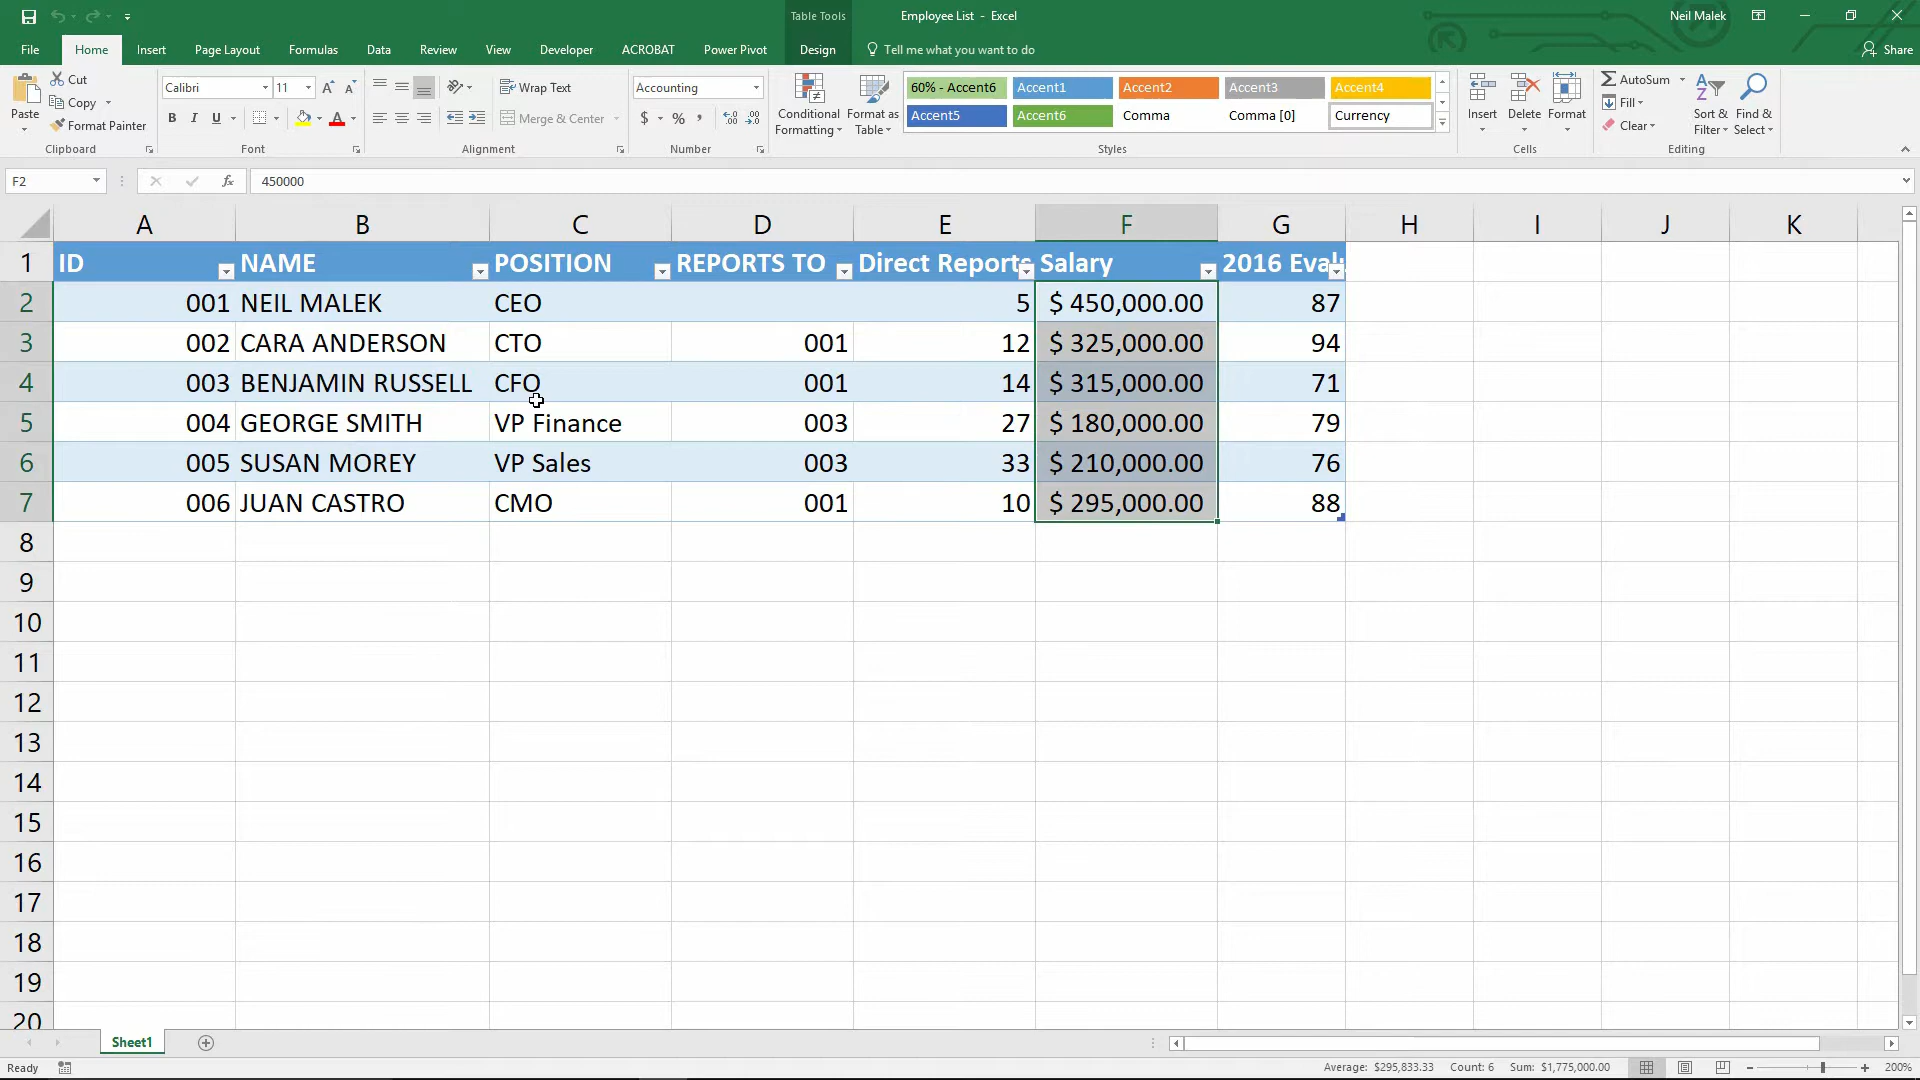 Table Tools
Employee List - Excel
Neil Malek
File Home Insert Page Layout Formulas Data Review View Developer ACROBAT Power Pivot Design Tell me what you want to do Share
Paste
Cut
Copy
Format Painter
Clipboard
Calibri 11
B I U
Font
Wrap Text
Merge & Center
Alignment
Accounting
$ % ,
Number
Conditional Formatting
Format as Table
60% - Accent6 Accent1 Accent2 Accent3 Accent4
Accent5 Accent6 Comma Comma [0] Currency
Styles
Insert Delete Format
Cells
AutoSum
Fill
Clear
Sort & Filter
Find & Select
Editing
F2 fx 450000
A B C D E F G H I J K
1 ID NAME POSITION REPORTS TO Direct Reports Salary 2016 Evalu
2 001 NEIL MALEK CEO 5 $ 450,000.00 87
3 002 CARA ANDERSON CTO 001 12 $ 325,000.00 94
4 003 BENJAMIN RUSSELL CFO 001 14 $ 315,000.00 71
5 004 GEORGE SMITH VP Finance 003 27 $ 180,000.00 79
6 005 SUSAN MOREY VP Sales 003 33 $ 210,000.00 76
7 006 JUAN CASTRO CMO 001 10 $ 295,000.00 88
8
9
10
11
12
13
14
15
16
17
18
19
20
Sheet1
Ready Average: $295,833.33 Count: 6 Sum: $1,775,000.00 200%